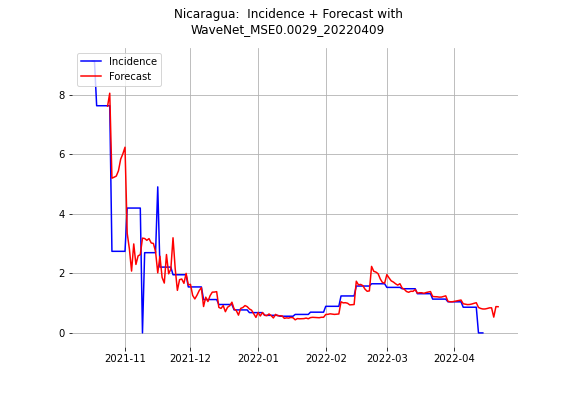 Nicaragua:  Incidence + Forecast with
WaveNet_MSE0.0029_20220409
Incidence
Forecast
8
6
4
2
0
2021-11
2021-12
2022-01
2022-02
2022-03
2022-04